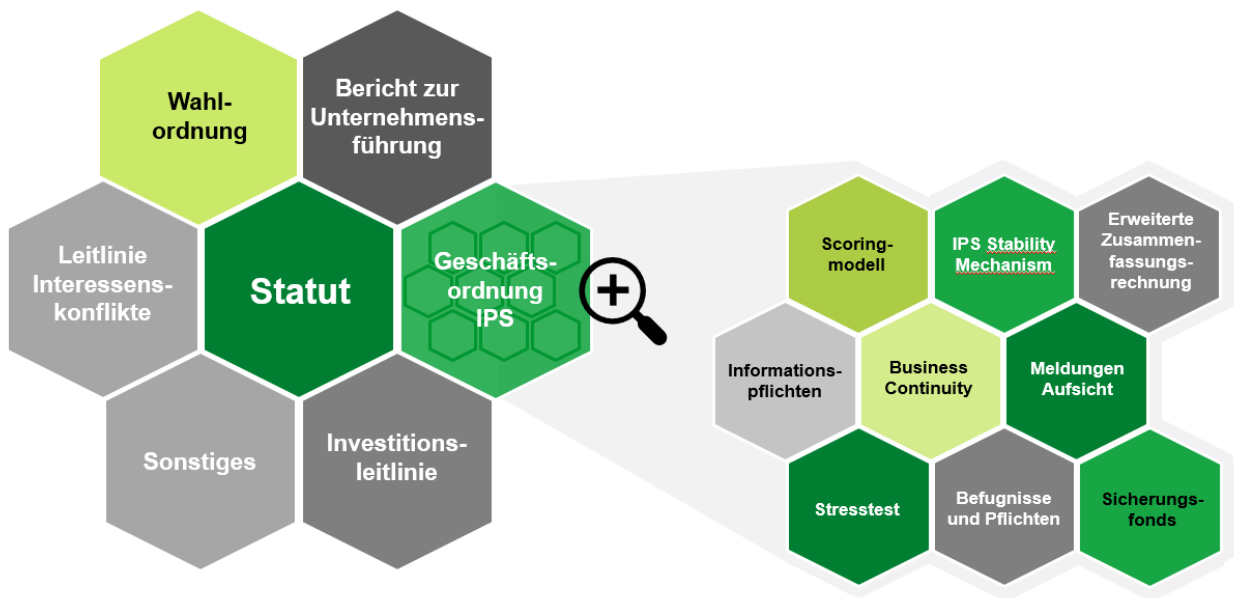 Wahl-
ordnung
Bericht zur
Unternehmens-
führung
Leitlinie
Interessens-
konflikte
Statut
Geschäfts-
ordnung
IPS
Sonstiges
Investitions-
leitlinie
Scoring-
modell
IPS Stability
Mechanism
Erweiterte
Zusammen-
fassungs-
rechnung
Informations-
pflichten
Business
Continuity
Meldungen
Aufsicht
Stresstest
Befugnisse
und Pflichten
Sicherungs-
fonds